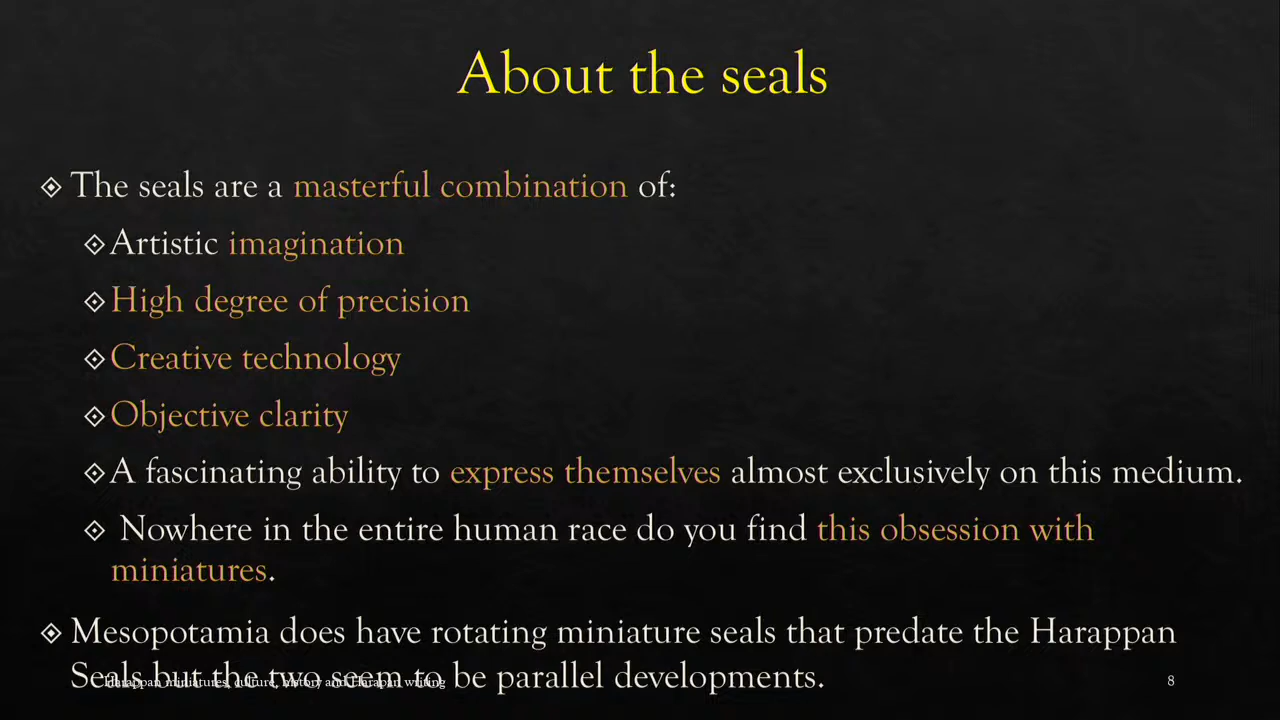 About the seals
The seals are a masterful combination of:
Artistic imagination
High degree of precision
Creative technology
Objective clarity
A fascinating ability to express themselves almost exclusively on this medium.
Nowhere in the entire human race do you find this obsession with
miniatures.
Mesopotamia does have rotating miniature seals that predate the Harappan
Seals but the two seem to be parallel developments.
Harappan miniatures, culture, history and Harapan writing
8